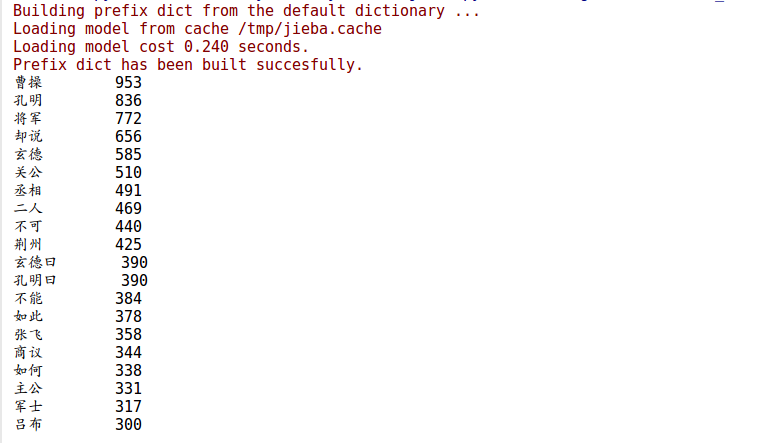 Building prefix dict from the default dictionary ...
Loading model from cache /tmp/jieba.cache
Loading model cost 0.240 seconds.
Prefix dict has been built succesfully.
曹操 953
孔明 836
将军 772
却说 656
玄德 585
关公 510
丞相 491
二人 469
不可 440
荆州 425
玄德曰 390
孔明曰 390
不能 384
如此 378
张飞 358
商议 344
如何 338
主公 331
军士 317
吕布 300